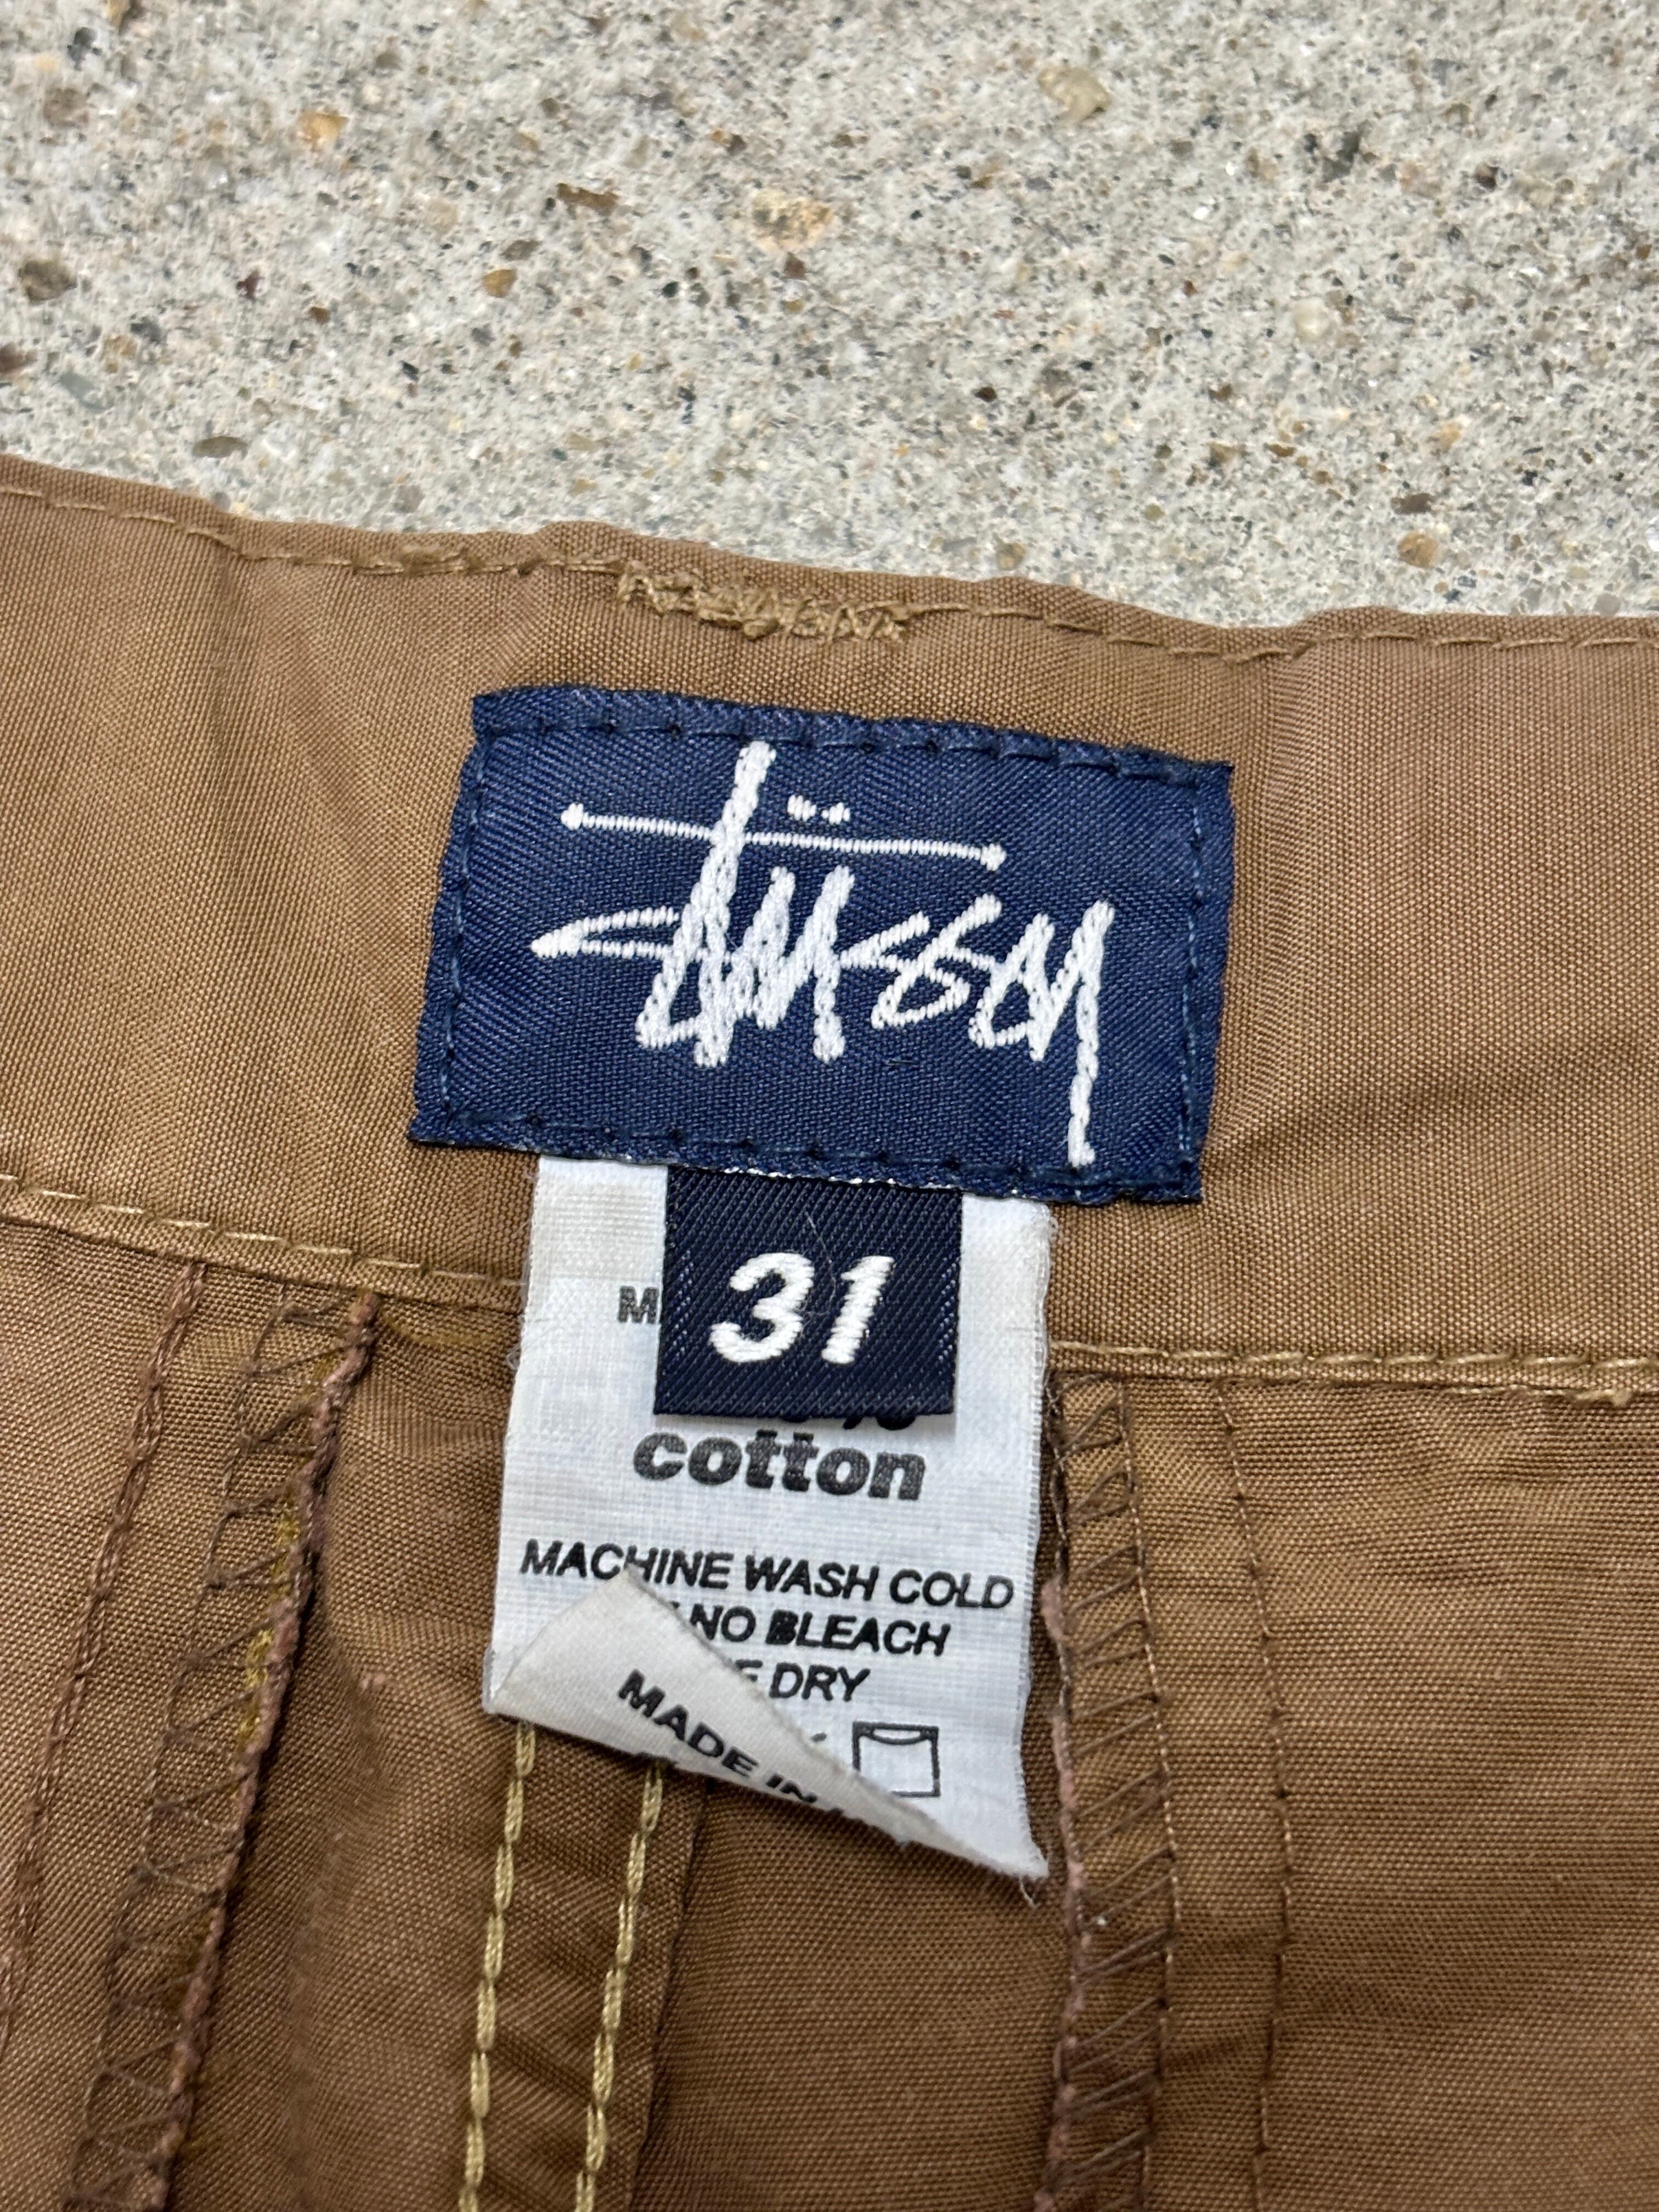 Stüssy
31
cotton
MACHINE WASH COLD
NO BLEACH
DRY
MADE IN